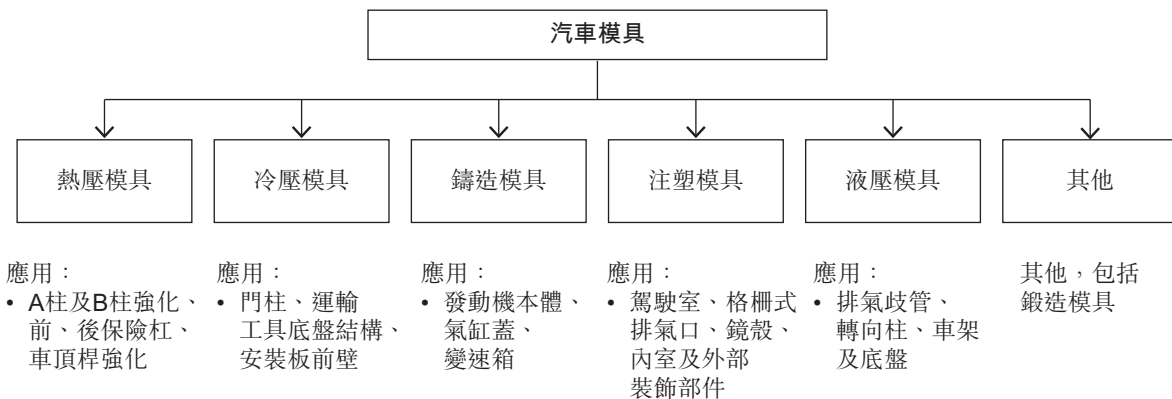 汽車模具
熱壓模具
冷壓模具
鑄造模具
注塑模具
液壓模具
其他
應用：
• A柱及B柱強化、
前、後保險杠、
車頂桿強化
應用：
• 門柱、運輸
工具底盤結構、
安裝板前壁
應用：
• 發動機本體、
氣缸蓋、
變速箱
應用：
• 駕駛室、格柵式
排氣口、鏡殼、
內室及外部
裝飾部件
應用：
• 排氣歧管、
轉向柱、車架
及底盤
其他，包括
鍛造模具